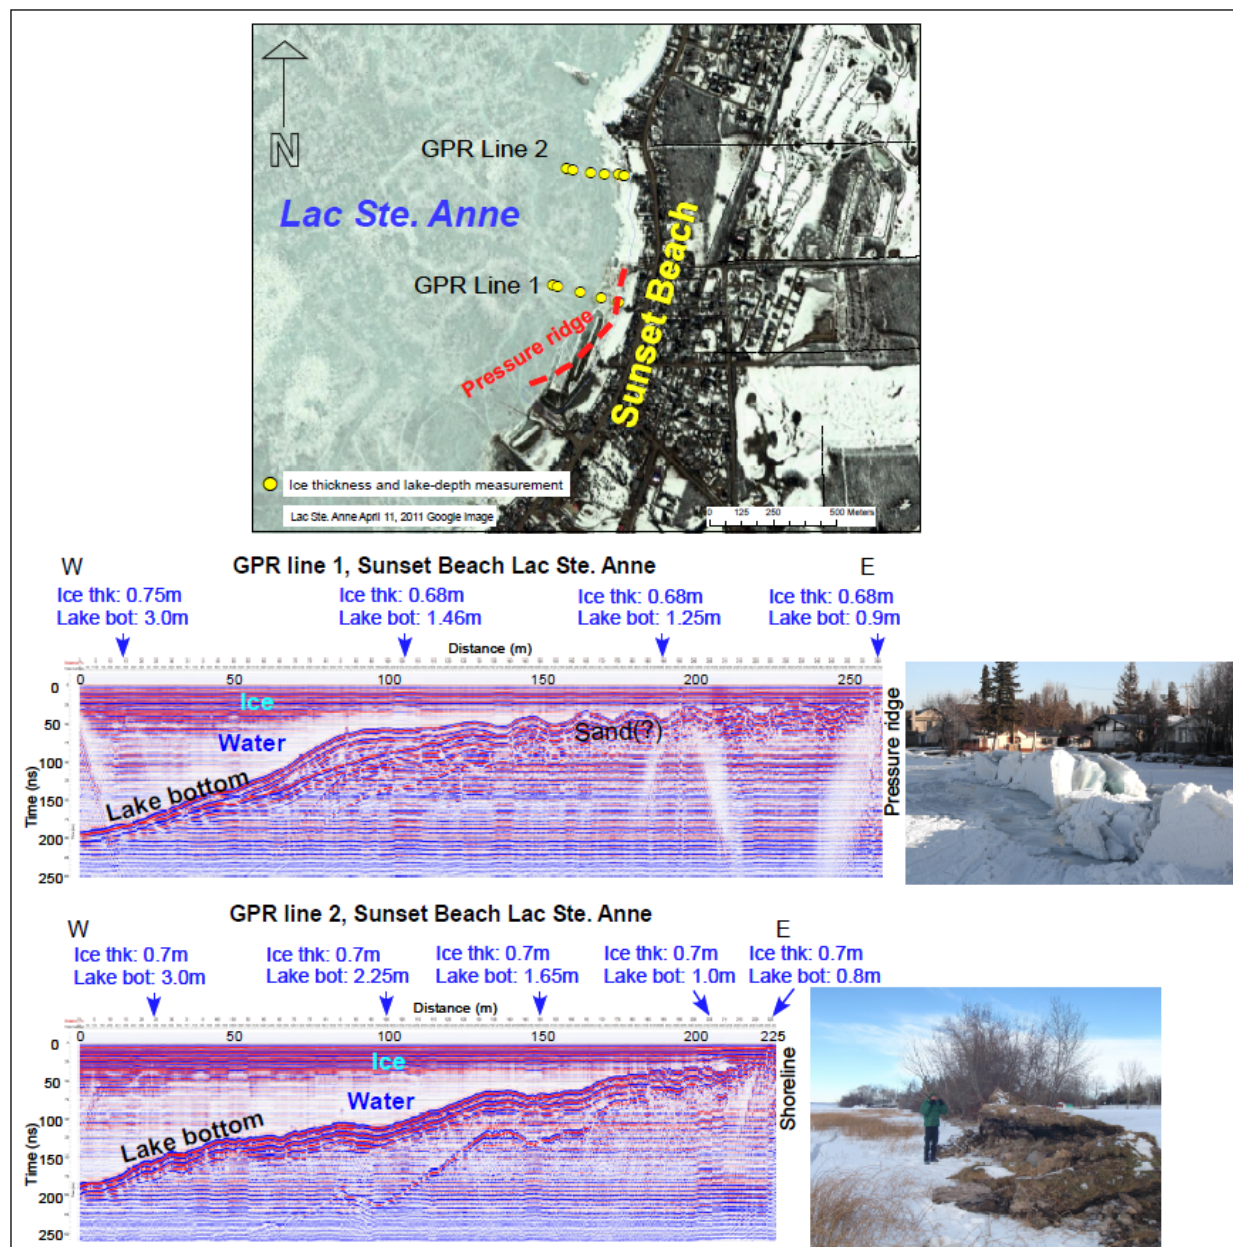 N
GPR Line 2
Lac Ste. Anne
GPR Line 1
Pressure ridge
Sunset Beach
Ice thickness and lake-depth measurement
Lac Ste. Anne April 11, 2011 Google Image
0 125 250 500 Meters
W
GPR line 1, Sunset Beach Lac Ste. Anne
E
Ice thk: 0.75m
Lake bot: 3.0m
Ice thk: 0.68m
Lake bot: 1.46m
Ice thk: 0.68m
Lake bot: 1.25m
Ice thk: 0.68m
Lake bot: 0.9m
Distance (m)
0 50 100 150 200 250
Time (ns)
0
50
100
150
200
250
Ice
Water
Lake bottom
Sand(?)
Pressure ridge
W
GPR line 2, Sunset Beach Lac Ste. Anne
E
Ice thk: 0.7m
Lake bot: 3.0m
Ice thk: 0.7m
Lake bot: 2.25m
Ice thk: 0.7m
Lake bot: 1.65m
Ice thk: 0.7m
Lake bot: 1.0m
Ice thk: 0.7m
Lake bot: 0.8m
Distance (m)
0 50 100 150 200 225
Time (ns)
0
50
100
150
200
250
Ice
Water
Lake bottom
Shoreline